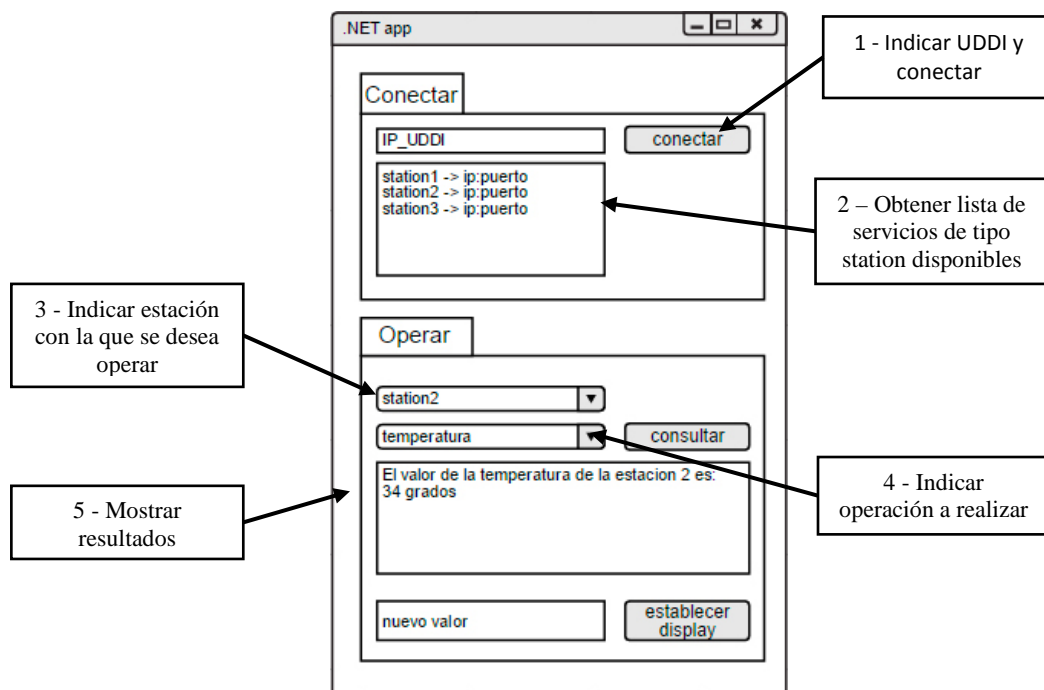 .NET app
1 - Indicar UDDI y
conectar
Conectar
IP_UDDI
conectar
station1 -> ip:puerto
station2 -> ip:puerto
station3 -> ip:puerto
2 – Obtener lista de
servicios de tipo
station disponibles
3 - Indicar estación
con la que se desea
operar
Operar
station2
temperatura
consultar
El valor de la temperatura de la estacion 2 es:
34 grados
4 - Indicar
operación a realizar
5 - Mostrar
resultados
nuevo valor
establecer
display